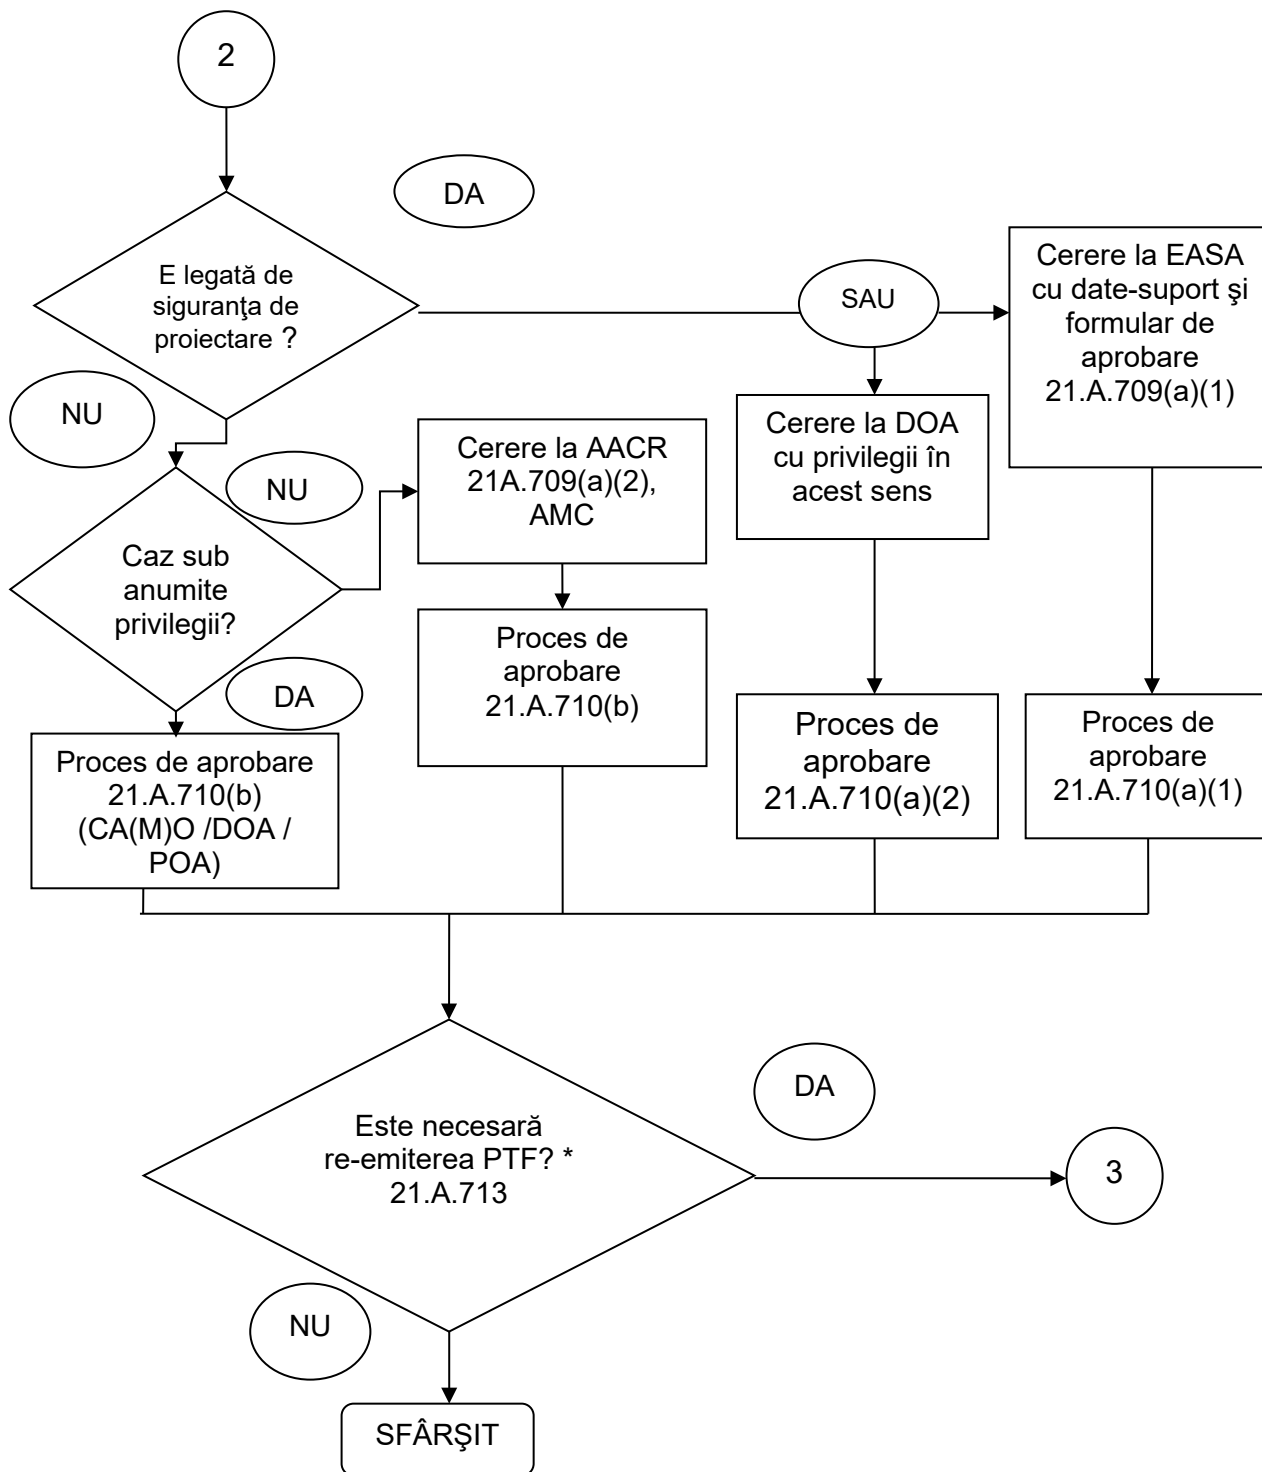 2
DA
E legată de
siguranţa de
proiectare ?
SAU
Cerere la EASA
cu date-suport şi
formular de
aprobare
21.A.709(a)(1)
NU
NU
Cerere la AACR
21A.709(a)(2),
AMC
Cerere la DOA
cu privilegii în
acest sens
Caz sub
anumite
privilegii?
DA
Proces de
aprobare
21.A.710(b)
Proces de aprobare
21.A.710(b)
(CA(M)O /DOA /
POA)
Proces de
aprobare
21.A.710(a)(2)
Proces de
aprobare
21.A.710(a)(1)
Este necesară
re-emiterea PTF? *
21.A.713
DA
3
NU
SFÂRŞIT